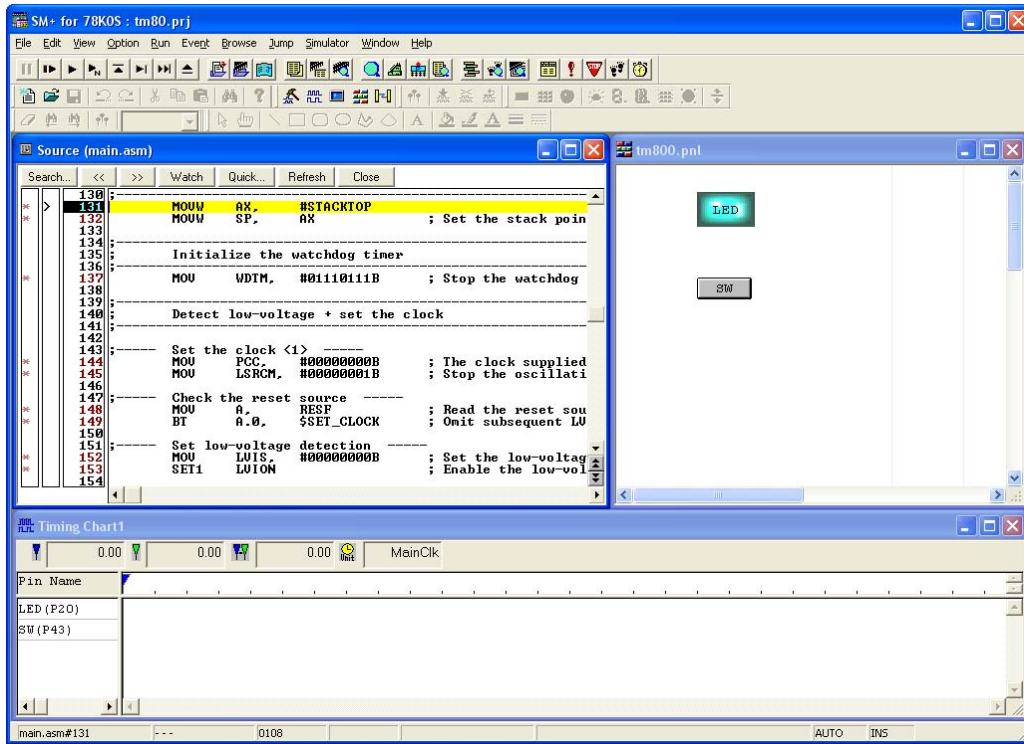 SM+ for 78K0S : tm80.prj
File Edit View Option Run Event Browse Jump Simulator Window Help
Source (main.asm)
Search... << >> Watch Quick... Refresh Close
130 ;-----------------------------------------------------------
131 MOVW AX, #STACKTOP
132 MOVW SP, AX ; Set the stack poin
133
134 ;-----------------------------------------------------------
135 ; Initialize the watchdog timer
136 ;-----------------------------------------------------------
137 MOV WDTM, #01110111B ; Stop the watchdog
138
139 ;-----------------------------------------------------------
140 ; Detect low-voltage + set the clock
141 ;-----------------------------------------------------------
142
143 ;----- Set the clock <1> -----
144 MOV PCC, #00000000B ; The clock supplied
145 MOV LSRCM, #00000001B ; Stop the oscillati
146
147 ;----- Check the reset source -----
148 MOV A, RESF ; Read the reset sou
149 BT A.0, $SET_CLOCK ; Omit subsequent LV
150
151 ;----- Set low-voltage detection -----
152 MOV LVIS, #00000000B ; Set the low-voltag
153 SET1 LVION ; Enable the low-vol
154
tm800.pnl
LED
SW
Timing Chart1
0.00 0.00 0.00 Unit MainClk
Pin Name
LED(P20)
SW(P43)
main.asm#131 --- 0108 AUTO INS